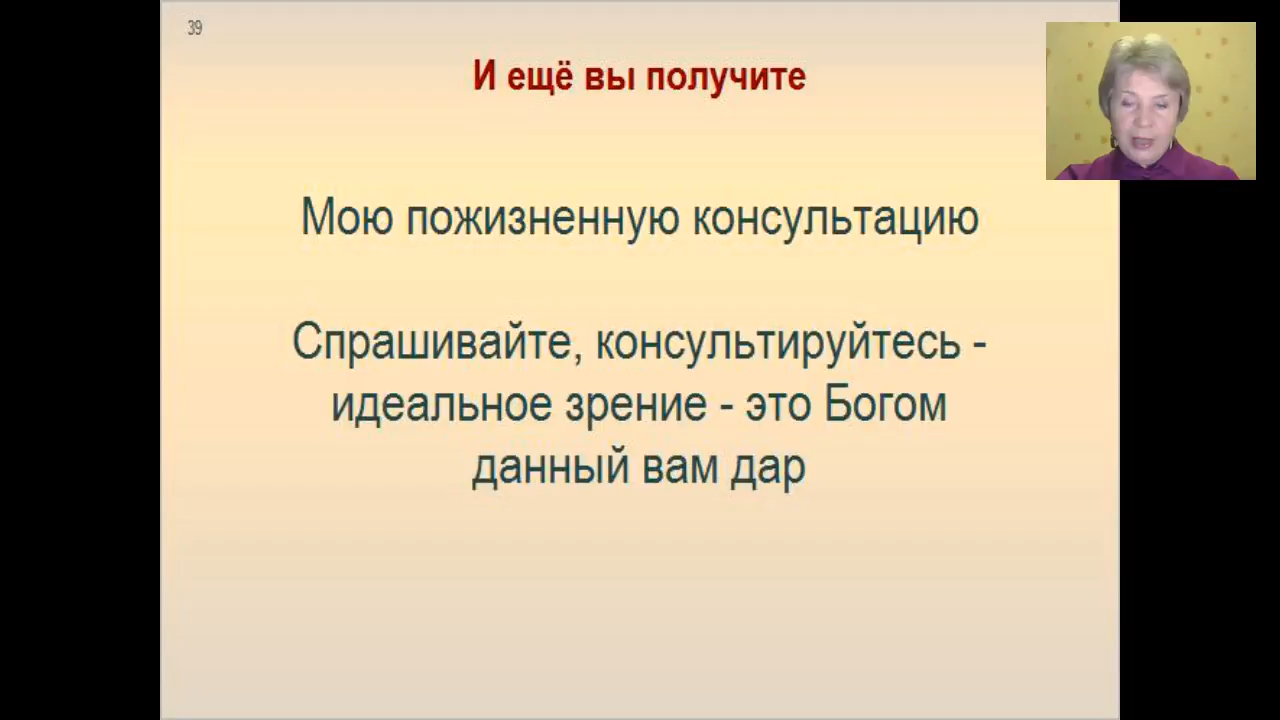 39
И ещё вы получите
Мою пожизненную консультацию
Спрашивайте, консультируйтесь -
идеальное зрение - это Богом
данный вам дар